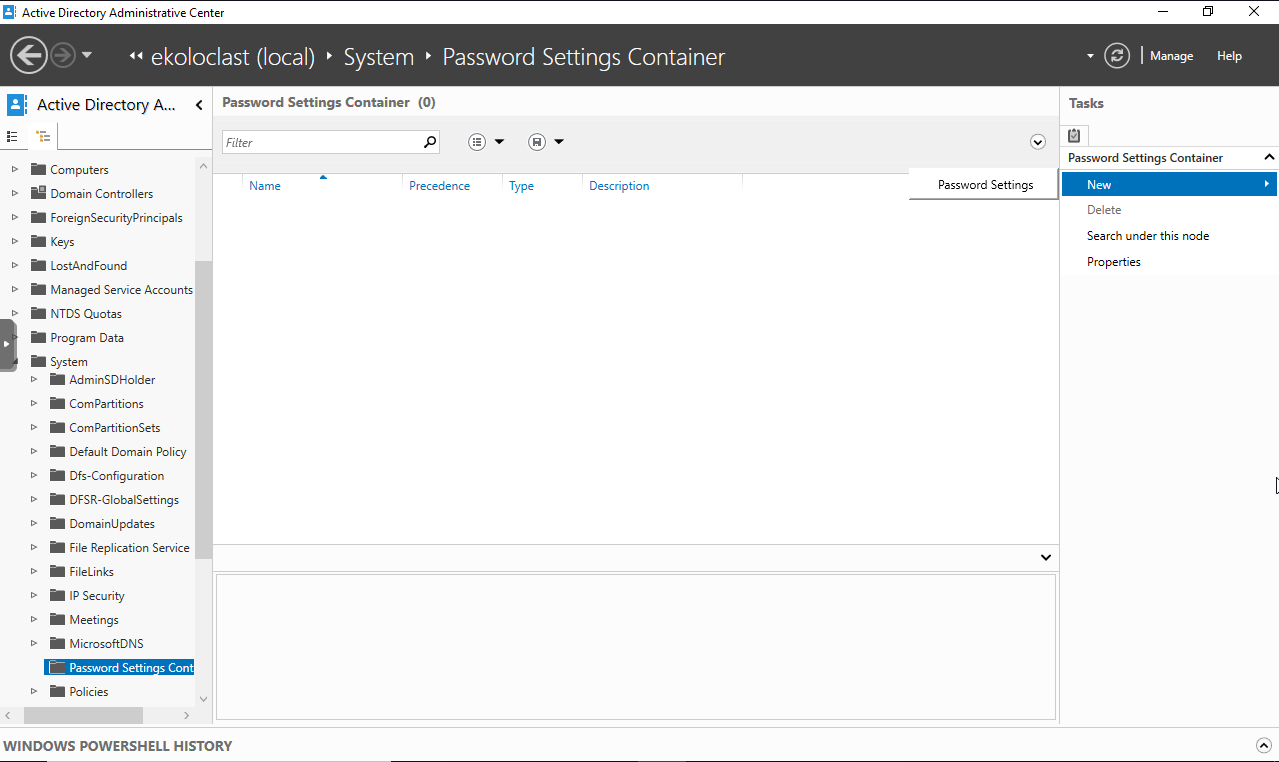 Active Directory Administrative Center
ekoloclast (local) System Password Settings Container
Manage Help
Active Directory A...
Computers
Domain Controllers
ForeignSecurityPrincipals
Keys
LostAndFound
Managed Service Accounts
NTDS Quotas
Program Data
System
AdminSDHolder
ComPartitions
ComPartitionSets
Default Domain Policy
Dfs-Configuration
DFSR-GlobalSettings
DomainUpdates
File Replication Service
FileLinks
IP Security
Meetings
MicrosoftDNS
Password Settings Cont
Policies
Password Settings Container (0)
Filter
Name Precedence Type Description
Password Settings
Tasks
Password Settings Container
New
Delete
Search under this node
Properties
WINDOWS POWERSHELL HISTORY